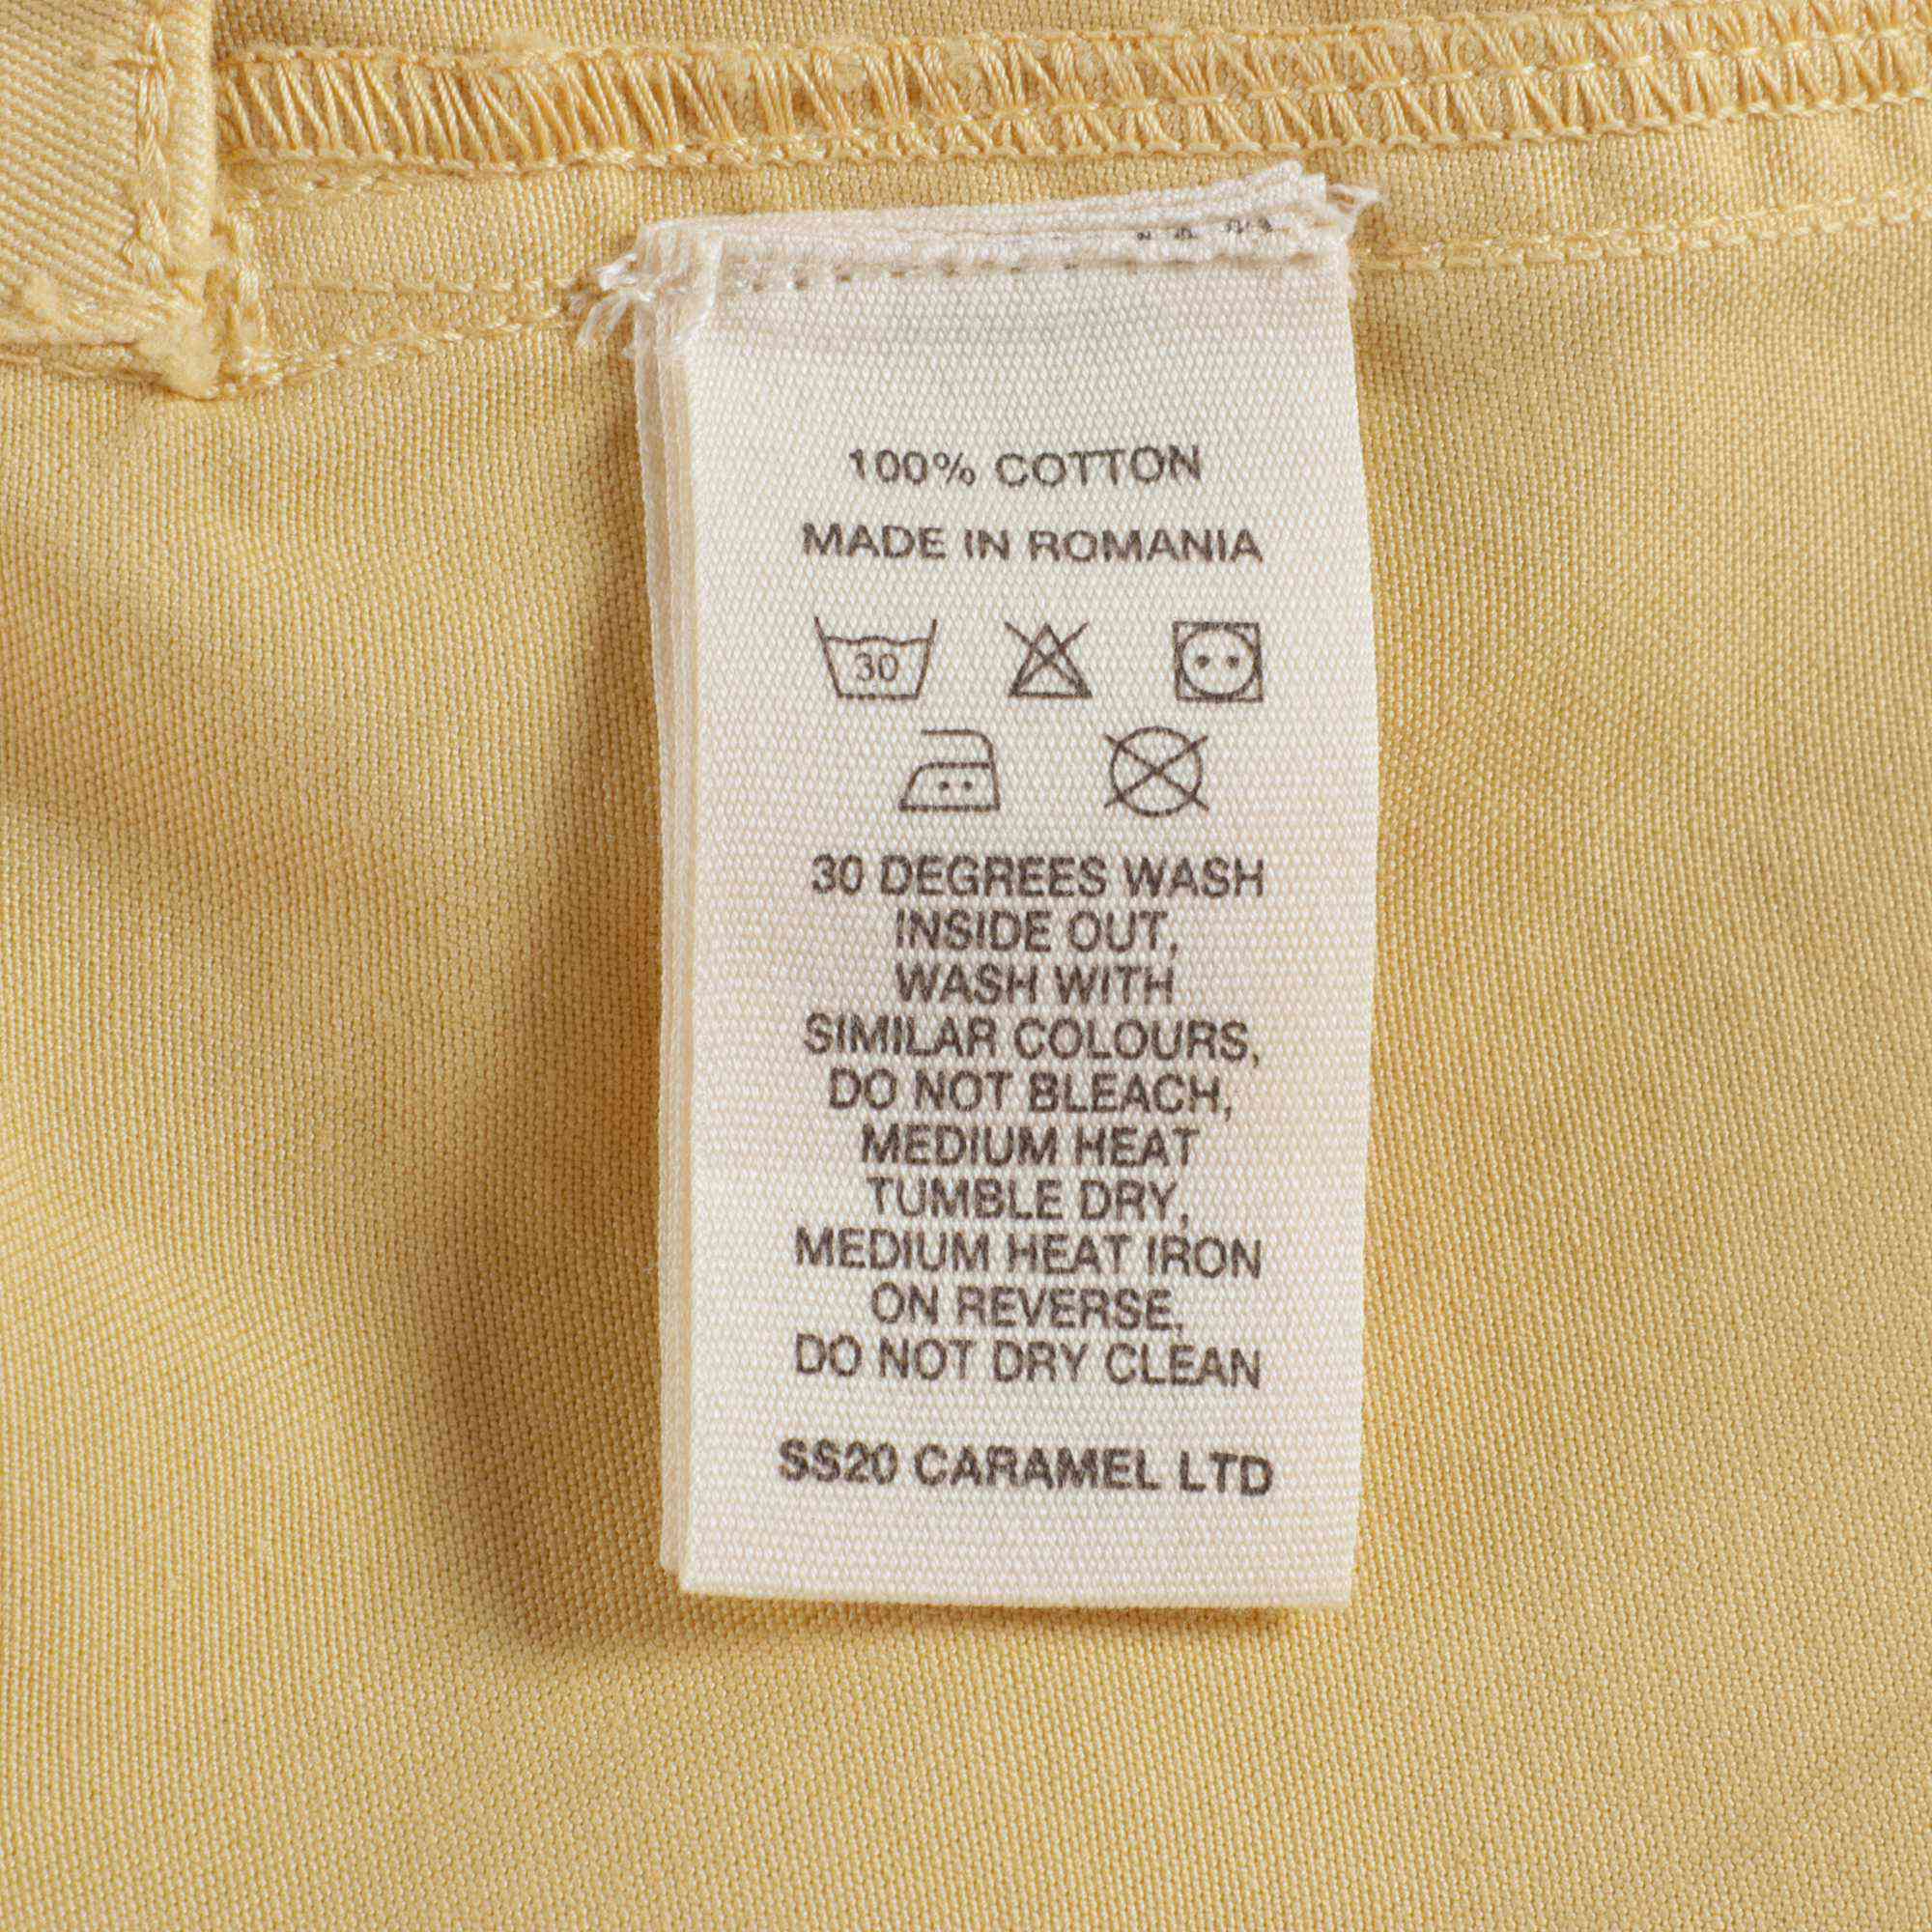 100% COTTON
MADE IN ROMANIA
30
30 DEGREES WASH
INSIDE OUT,
WASH WITH
SIMILAR COLOURS,
DO NOT BLEACH,
MEDIUM HEAT
TUMBLE DRY,
MEDIUM HEAT IRON
ON REVERSE,
DO NOT DRY CLEAN
SS20 CARAMEL LTD